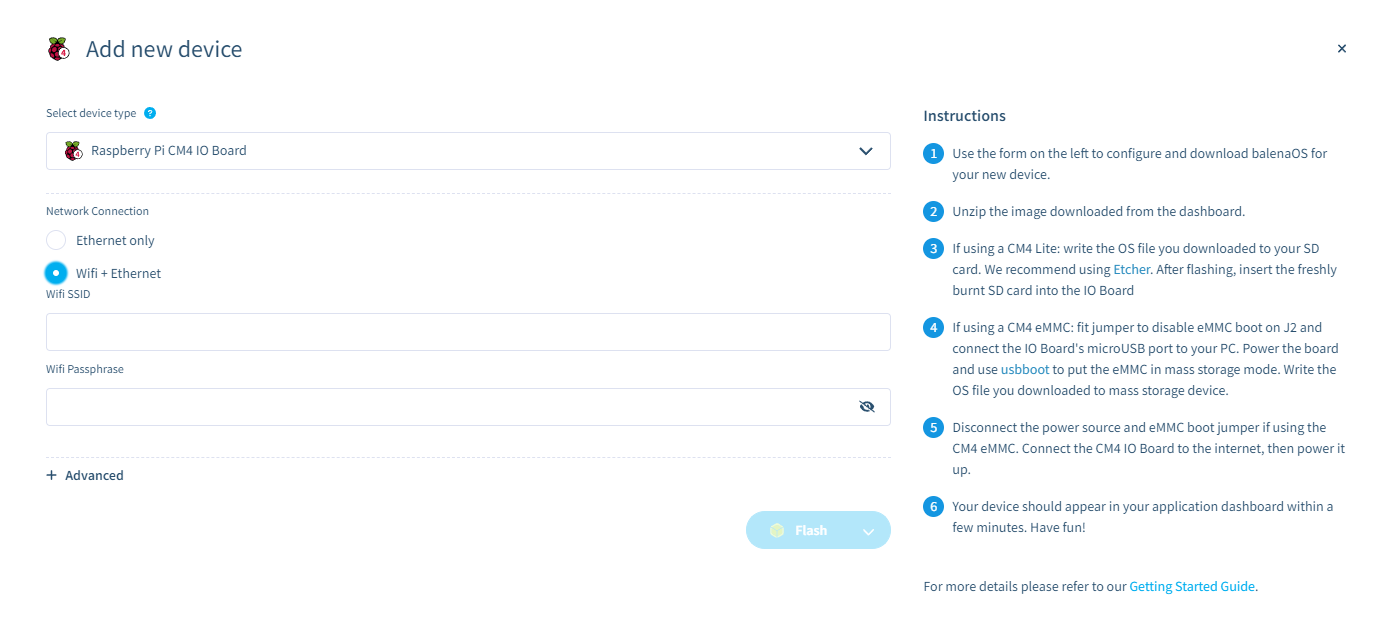 Add new device
×
Select device type ?
Raspberry Pi CM4 IO Board
Network Connection
Ethernet only
Wifi + Ethernet
Wifi SSID
Wifi Passphrase
+ Advanced
Flash
Instructions
1 Use the form on the left to configure and download balenaOS for
your new device.
2 Unzip the image downloaded from the dashboard.
3 If using a CM4 Lite: write the OS file you downloaded to your SD
card. We recommend using Etcher. After flashing, insert the freshly
burnt SD card into the IO Board
4 If using a CM4 eMMC: fit jumper to disable eMMC boot on J2 and
connect the IO Board's microUSB port to your PC. Power the board
and use usbboot to put the eMMC in mass storage mode. Write the
OS file you downloaded to mass storage device.
5 Disconnect the power source and eMMC boot jumper if using the
CM4 eMMC. Connect the CM4 IO Board to the internet, then power it
up.
6 Your device should appear in your application dashboard within a
few minutes. Have fun!
For more details please refer to our Getting Started Guide.